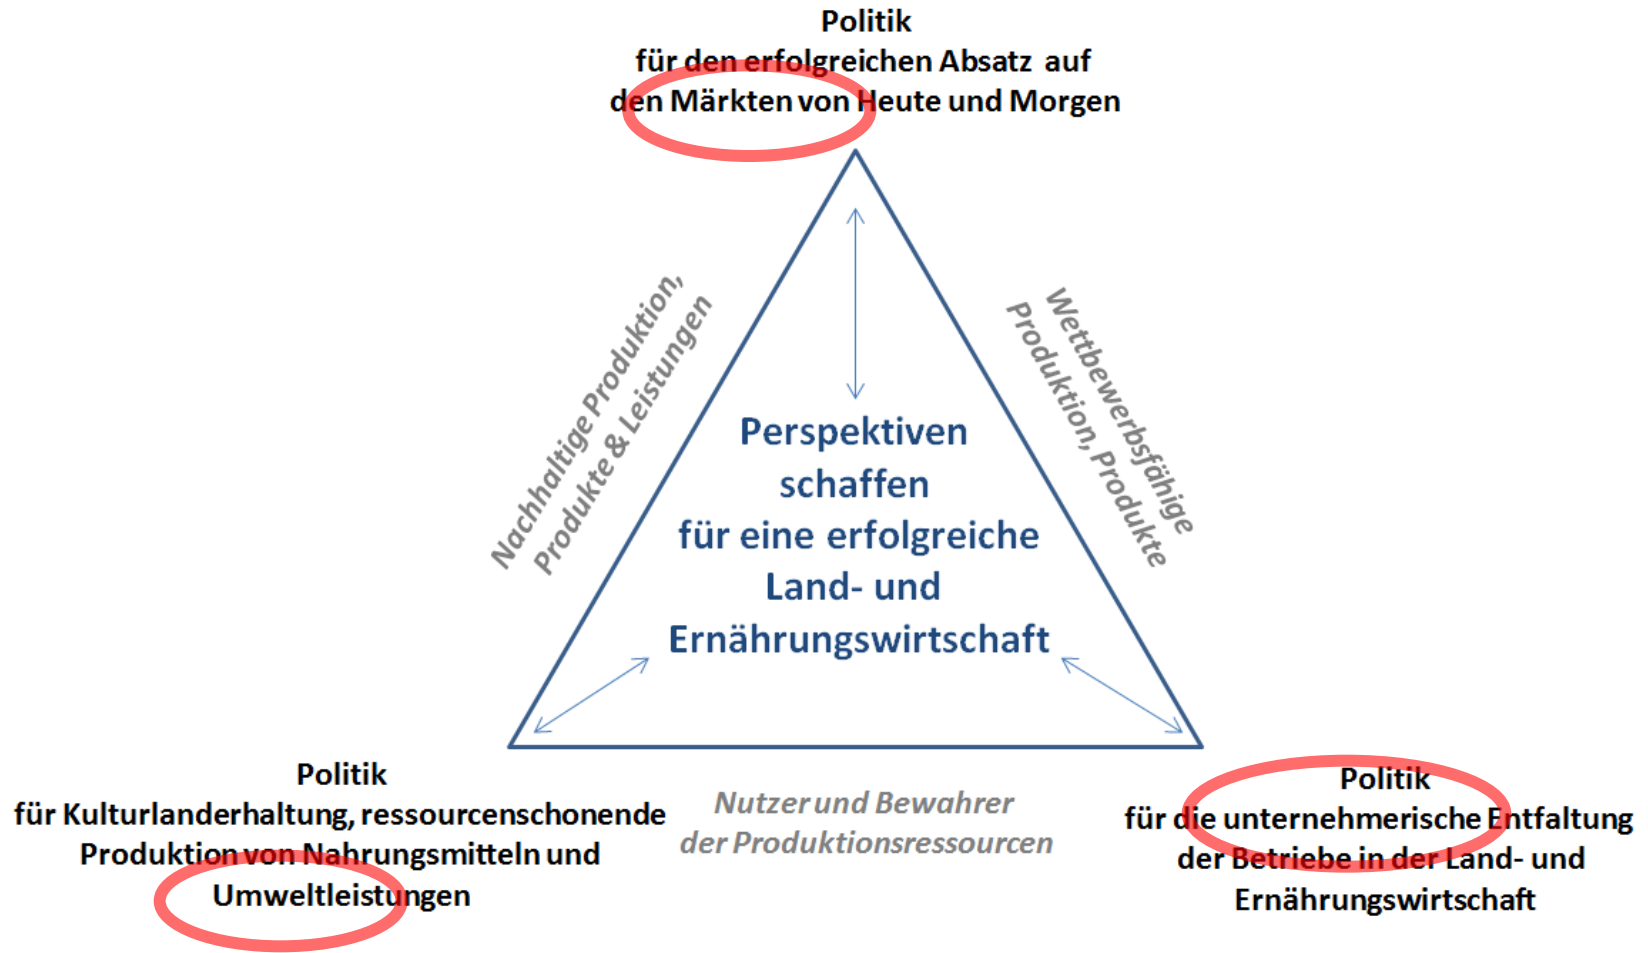 Politik
für den erfolgreichen Absatz auf
den Märkten von Heute und Morgen
Nachhaltige Produktion,
Produkte & Leistungen
Wettbewerbsfähige
Produktion, Produkte
Perspektiven
schaffen
für eine erfolgreiche
Land- und
Ernährungswirtschaft
Politik
für Kulturlanderhaltung, ressourcenschonende
Produktion von Nahrungsmitteln und
Umweltleistungen
Nutzer und Bewahrer
der Produktionsressourcen
Politik
für die unternehmerische Entfaltung
der Betriebe in der Land- und
Ernährungswirtschaft